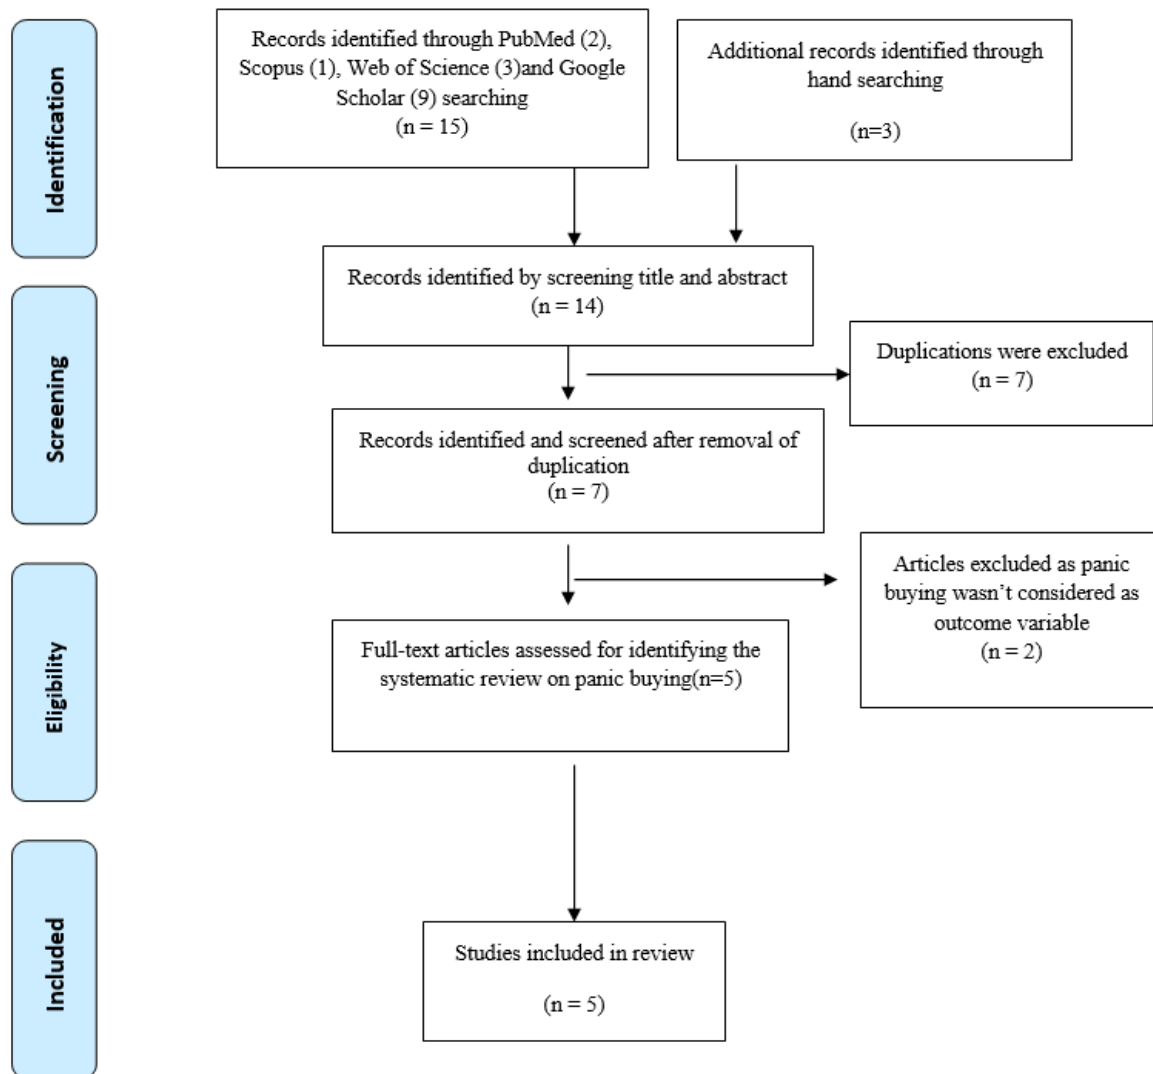 Identification
Records identified through PubMed (2),
Scopus (1), Web of Science (3)and Google
Scholar (9) searching
(n = 15)
Additional records identified through
hand searching
(n=3)
Records identified by screening title and abstract
(n = 14)
Screening
Duplications were excluded
(n = 7)
Records identified and screened after removal of
duplication
(n = 7)
Eligibility
Articles excluded as panic
buying wasn’t considered as
outcome variable
(n = 2)
Full-text articles assessed for identifying the
systematic review on panic buying(n=5)
Included
Studies included in review
(n = 5)